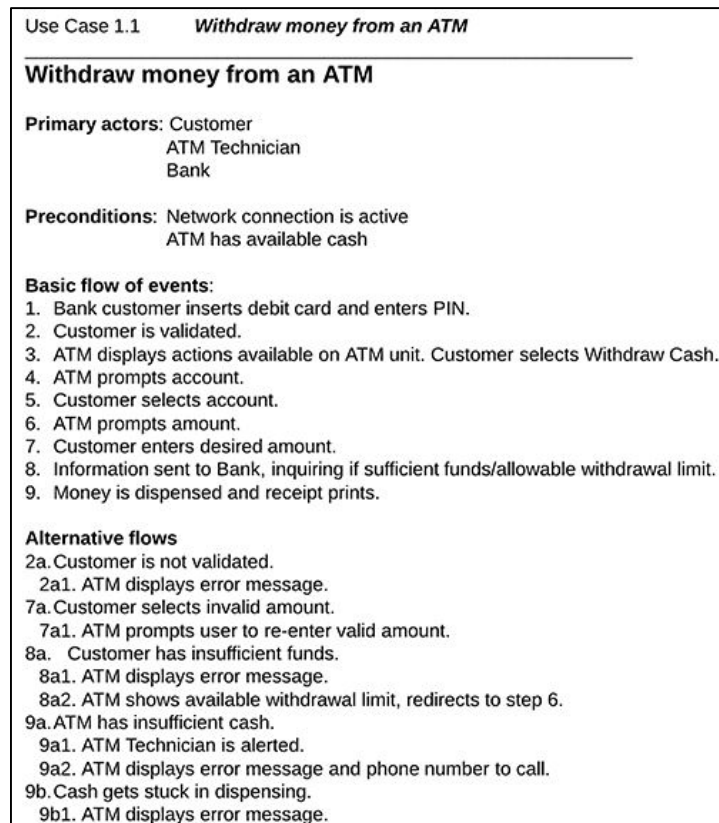 Use Case 1.1 Withdraw money from an ATM
Withdraw money from an ATM
Primary actors: Customer
ATM Technician
Bank
Preconditions: Network connection is active
ATM has available cash
Basic flow of events:
1. Bank customer inserts debit card and enters PIN.
2. Customer is validated.
3. ATM displays actions available on ATM unit. Customer selects Withdraw Cash.
4. ATM prompts account.
5. Customer selects account.
6. ATM prompts amount.
7. Customer enters desired amount.
8. Information sent to Bank, inquiring if sufficient funds/allowable withdrawal limit.
9. Money is dispensed and receipt prints.
Alternative flows
2a. Customer is not validated.
2a1. ATM displays error message.
7a. Customer selects invalid amount.
7a1. ATM prompts user to re-enter valid amount.
8a. Customer has insufficient funds.
8a1. ATM displays error message.
8a2. ATM shows available withdrawal limit, redirects to step 6.
9a. ATM has insufficient cash.
9a1. ATM Technician is alerted.
9a2. ATM displays error message and phone number to call.
9b. Cash gets stuck in dispensing.
9b1. ATM displays error message.